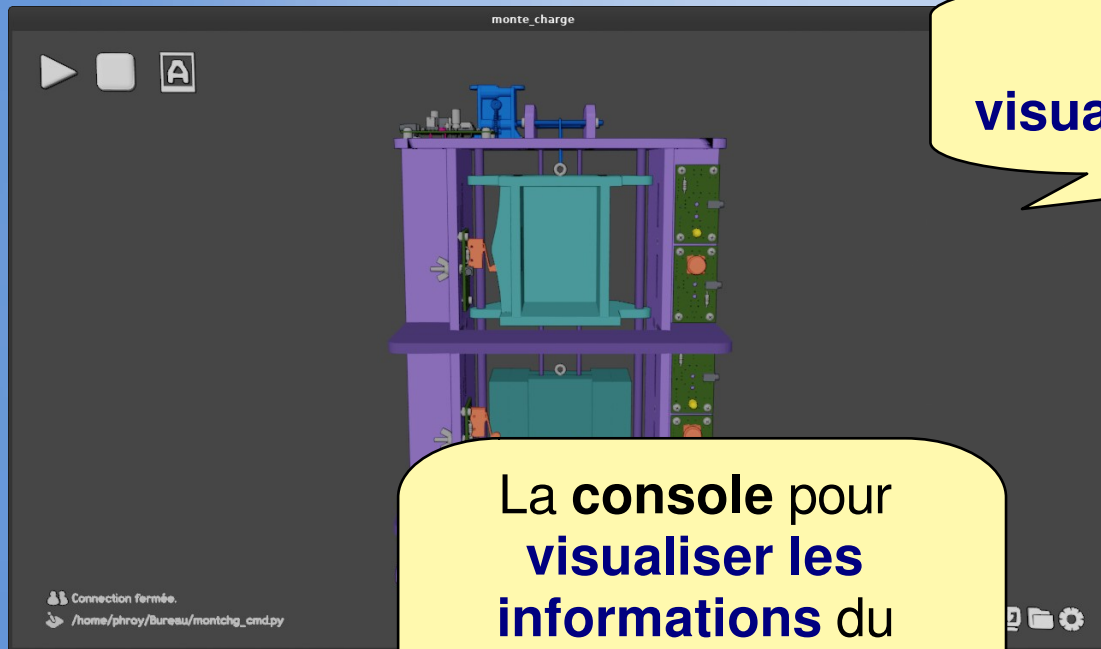 monte_charge
A
visua
La console pour
visualiser les
informations du
Connection fermée.
/home/phroy/Bureau/montchg_cmd.py